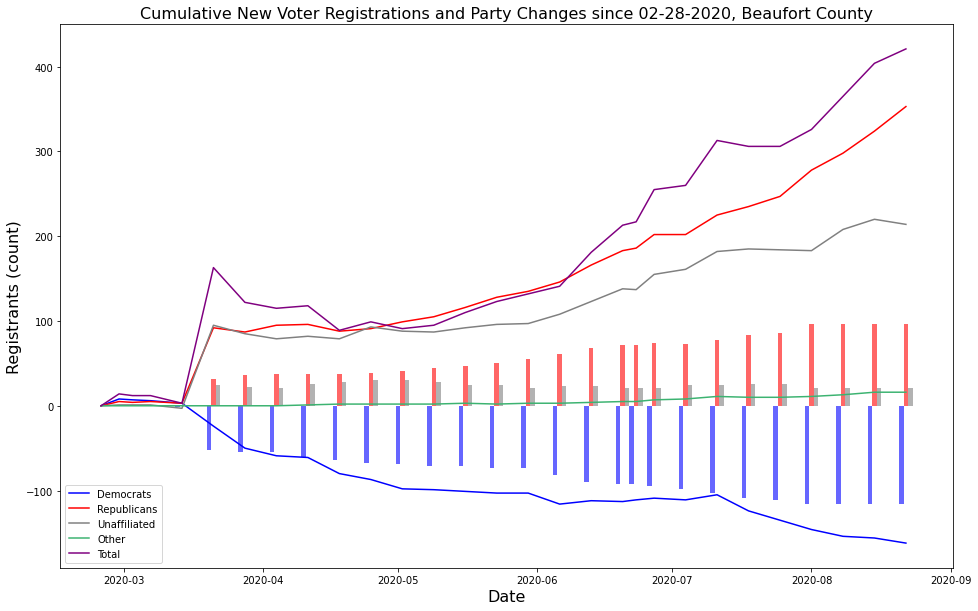 Cumulative New Voter Registrations and Party Changes since 02-28-2020, Beaufort County
Registrants (count)
400
300
200
100
0
−100
Democrats
Republicans
Unaffiliated
Other
Total
2020-03
2020-04
2020-05
2020-06
2020-07
2020-08
2020-09
Date